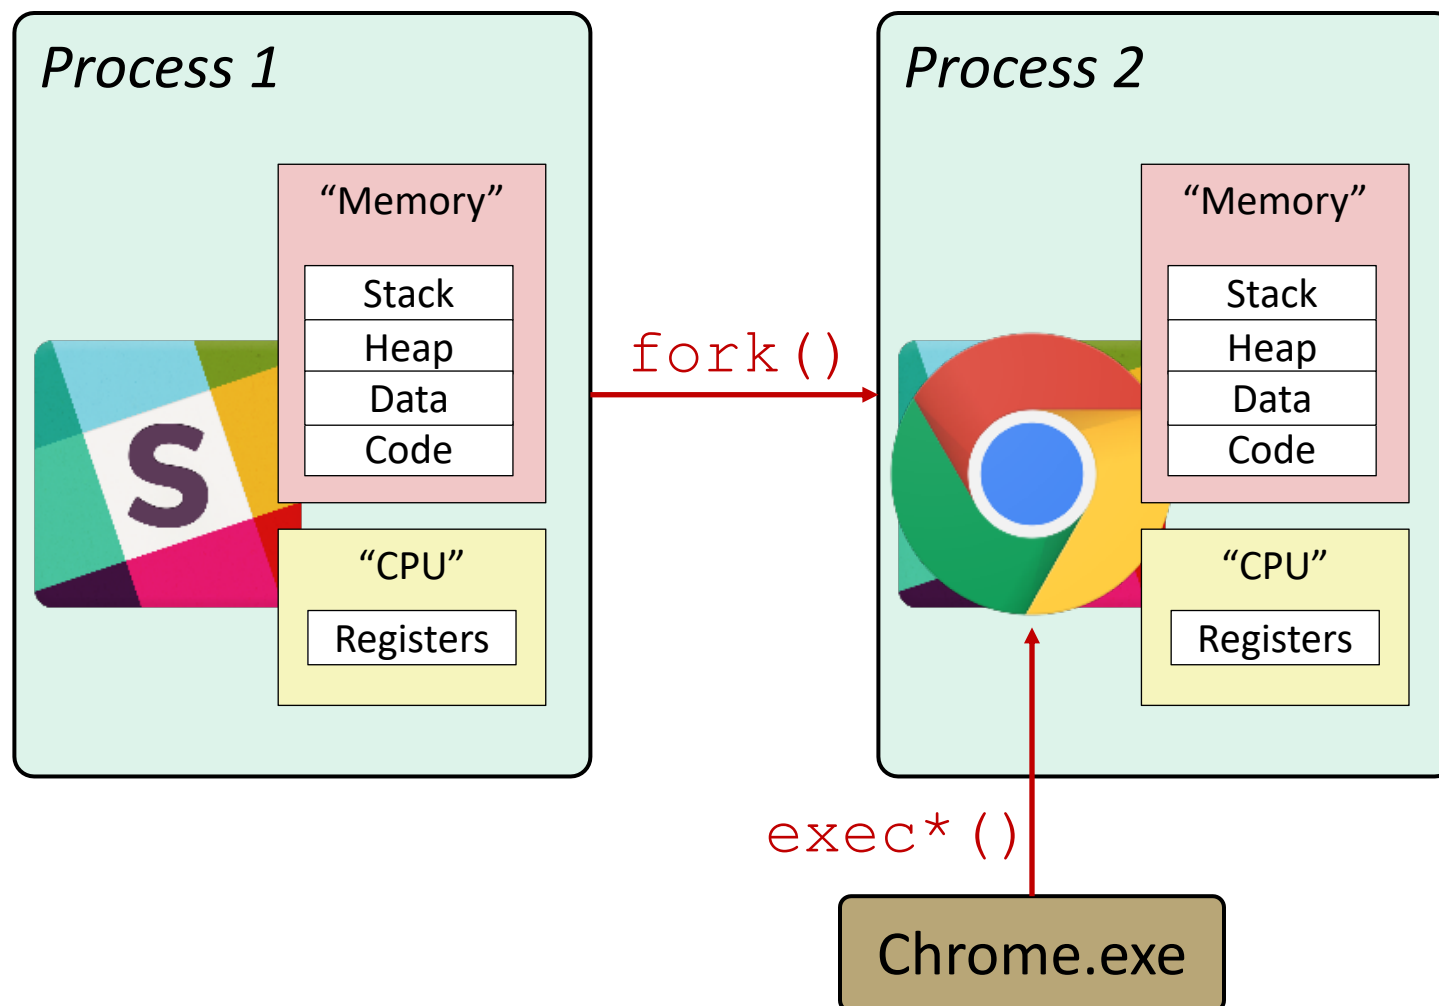 Process 1
“Memory”
Stack
Heap
Data
Code
S
“CPU”
Registers
fork()
Process 2
“Memory”
Stack
Heap
Data
Code
“CPU”
Registers
exec*()
Chrome.exe